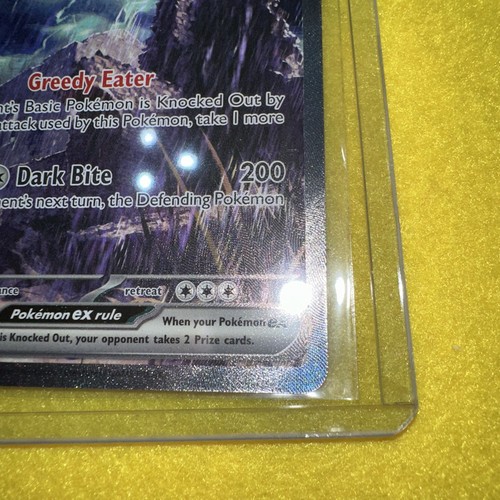 Greedy Eater
nt's Basic Pokémon is Knocked Out by
attack used by this Pokémon, take 1 more
Dark Bite 200
nent's next turn, the Defending Pokémon
ance retreat
Pokémon ex rule When your Pokémon ex
is Knocked Out, your opponent takes 2 Prize cards.